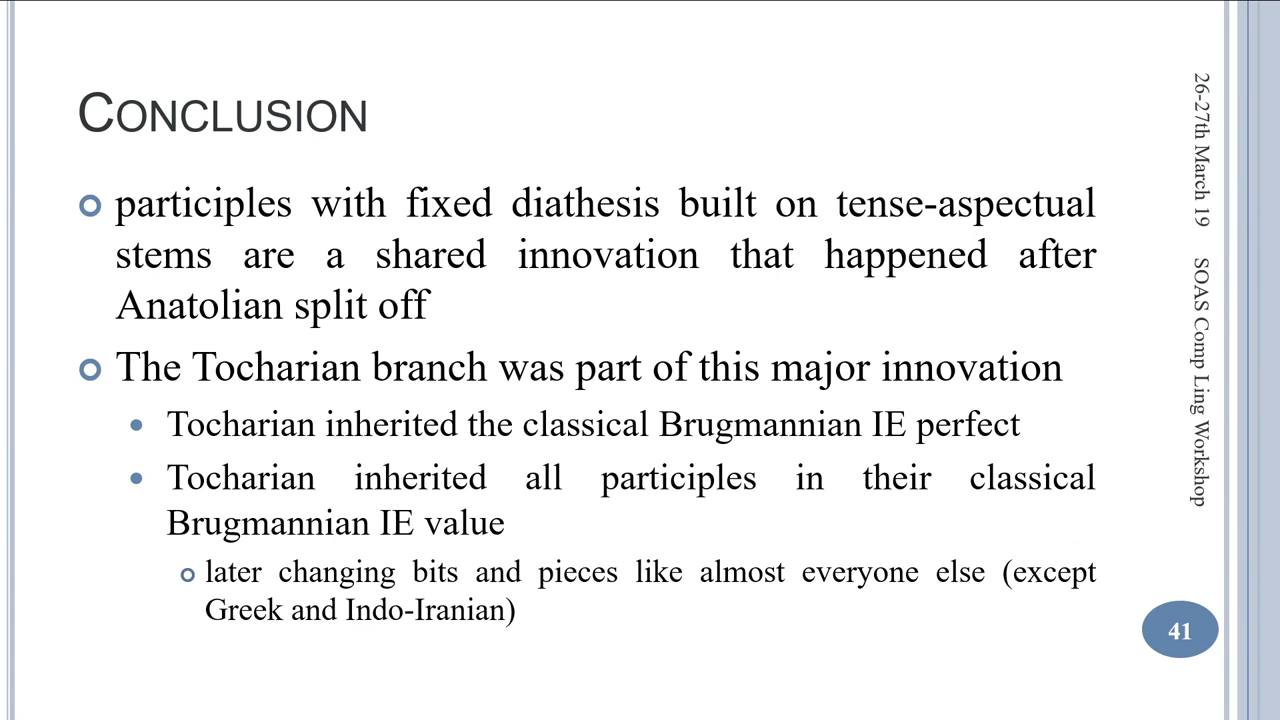 CONCLUSION
participles with fixed diathesis built on tense-aspectual
stems are a shared innovation that happened after
Anatolian split off
The Tocharian branch was part of this major innovation
Tocharian inherited the classical Brugmannian IE perfect
Tocharian inherited all participles in their classical
Brugmannian IE value
later changing bits and pieces like almost everyone else (except
Greek and Indo-Iranian)
26-27th March 19 SOAS Comp Ling Workshop
41